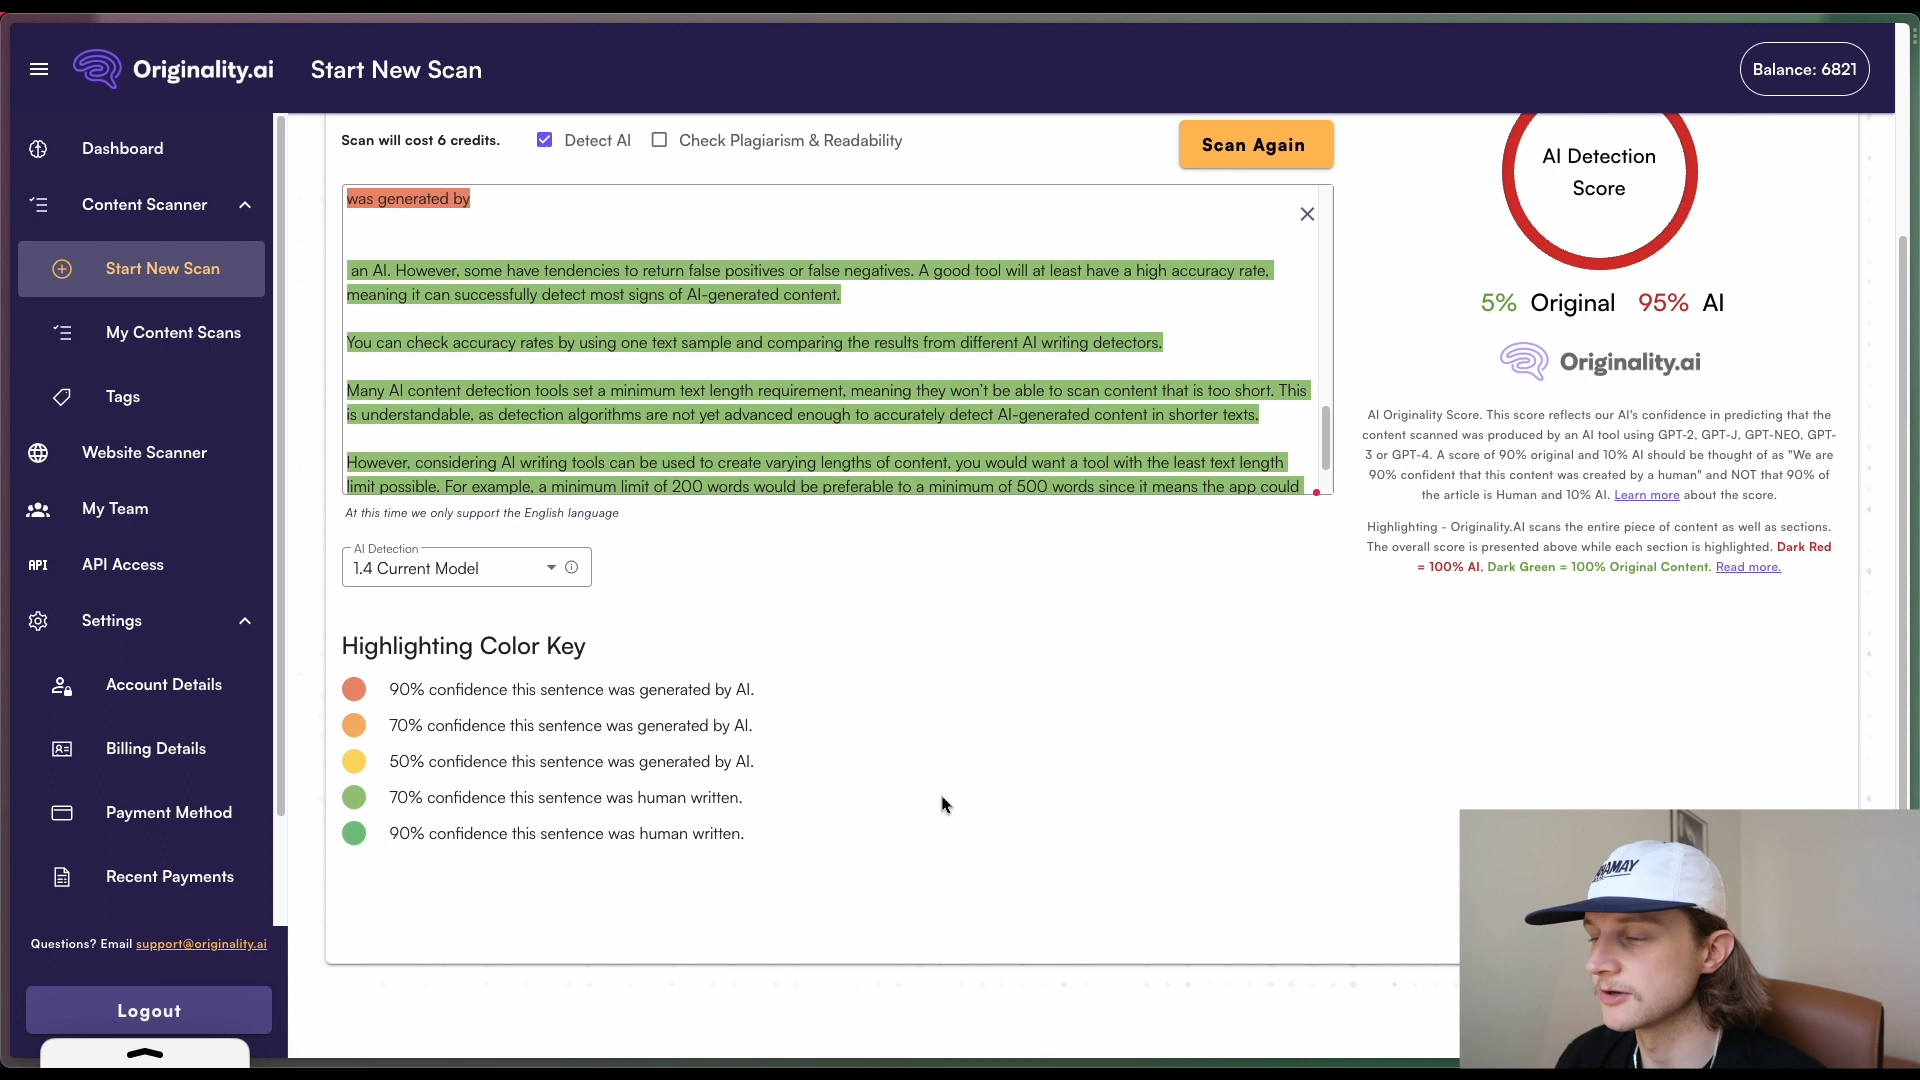 Originality.ai
Start New Scan
Balance: 6821
Dashboard
Content Scanner
Start New Scan
My Content Scans
Tags
Website Scanner
My Team
API
API Access
Settings
Account Details
Billing Details
Payment Method
Recent Payments
Questions? Email support@originality.ai
Logout
Scan will cost 6 credits.
Detect AI
Check Plagiarism & Readability
Scan Again
was generated by
an AI. However, some have tendencies to return false positives or false negatives. A good tool will at least have a high accuracy rate,
meaning it can successfully detect most signs of AI-generated content.
You can check accuracy rates by using one text sample and comparing the results from different AI writing detectors.
Many AI content detection tools set a minimum text length requirement, meaning they won't be able to scan content that is too short. This
is understandable, as detection algorithms are not yet advanced enough to accurately detect AI-generated content in shorter texts.
However, considering AI writing tools can be used to create varying lengths of content, you would want a tool with the least text length
limit possible. For example, a minimum limit of 200 words would be preferable to a minimum of 500 words since it means the app could
At this time we only support the English language
AI Detection
1.4 Current Model
Highlighting Color Key
90% confidence this sentence was generated by AI.
70% confidence this sentence was generated by AI.
50% confidence this sentence was generated by AI.
70% confidence this sentence was human written.
90% confidence this sentence was human written.
AI Detection
Score
5% Original 95% AI
Originality.ai
AI Originality Score. This score reflects our AI's confidence in predicting that the
content scanned was produced by an AI tool using GPT-2, GPT-J, GPT-NEO, GPT-
3 or GPT-4. A score of 90% original and 10% AI should be thought of as "We are
90% confident that this content was created by a human" and NOT that 90% of
the article is Human and 10% AI. Learn more about the score.
Highlighting - Originality.AI scans the entire piece of content as well as sections.
The overall score is presented above while each section is highlighted. Dark Red
= 100% AI, Dark Green = 100% Original Content. Read more.